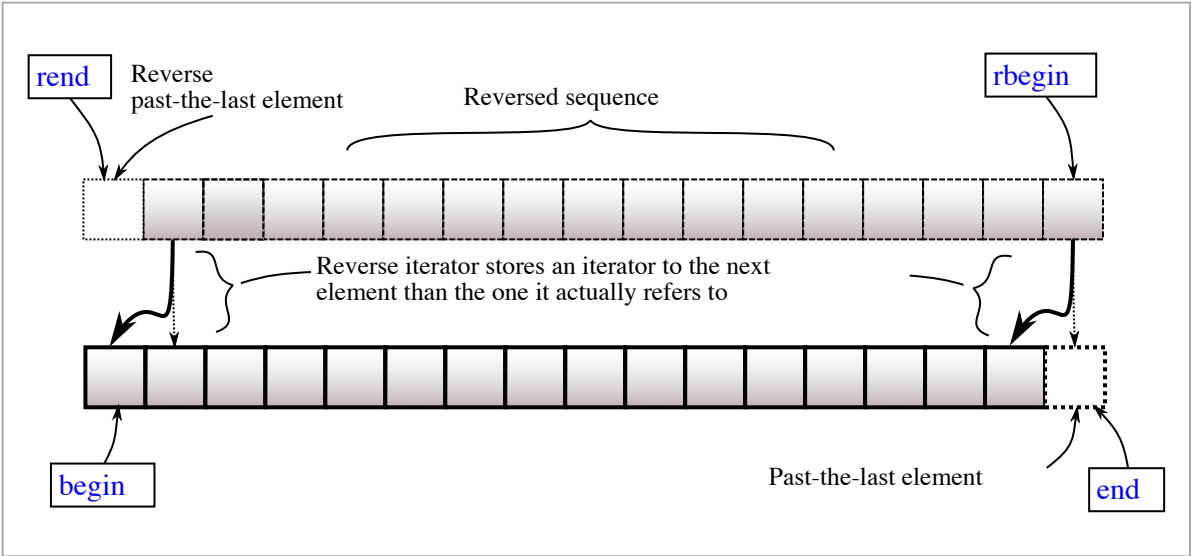 rend
Reverse
past-the-last element
Reversed sequence
rbegin
Reverse iterator stores an iterator to the next
element than the one it actually refers to
begin
Past-the-last element
end